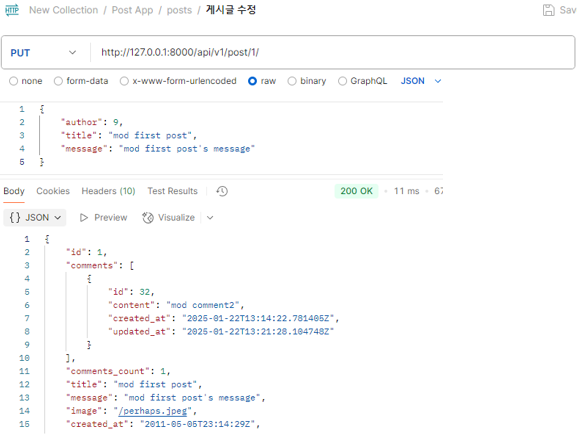 HTTP New Collection / Post App / posts / 게시글 수정 Sav
PUT http://127.0.0.1:8000/api/v1/post/1/
none form-data x-www-form-urlencoded raw binary GraphQL JSON
1 {
2 "author": 9,
3 "title": "mod first post",
4 "message": "mod first post's message"
5 }
Body Cookies Headers (10) Test Results 200 OK • 11 ms • 67
{} JSON Preview Visualize
1 {
2 "id": 1,
3 "comments": [
4 {
5 "id": 32,
6 "content": "mod comment2",
7 "created_at": "2025-01-22T13:14:22.781405Z",
8 "updated_at": "2025-01-22T13:21:28.104748Z"
9 }
10 ],
11 "comments_count": 1,
12 "title": "mod first post",
13 "message": "mod first post's message",
14 "image": "/perhaps.jpeg",
15 "created_at": "2011-05-05T23:14:29Z",